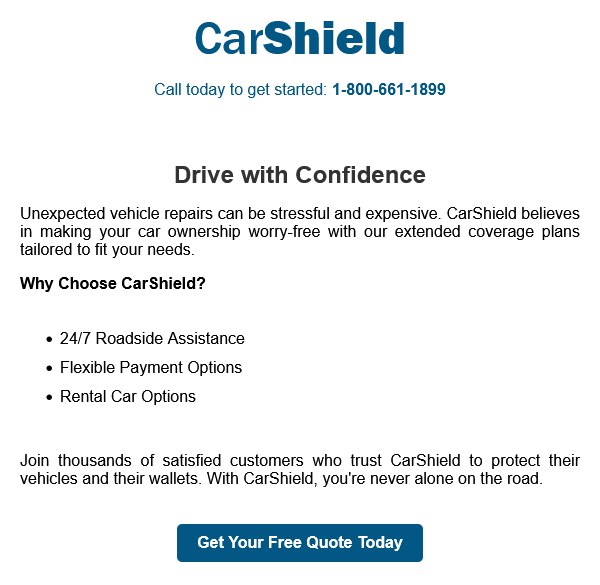 CarShield
Call today to get started: 1-800-661-1899
Drive with Confidence
Unexpected vehicle repairs can be stressful and expensive. CarShield believes
in making your car ownership worry-free with our extended coverage plans
tailored to fit your needs.
Why Choose CarShield?
• 24/7 Roadside Assistance
• Flexible Payment Options
• Rental Car Options
Join thousands of satisfied customers who trust CarShield to protect their
vehicles and their wallets. With CarShield, you're never alone on the road.
Get Your Free Quote Today